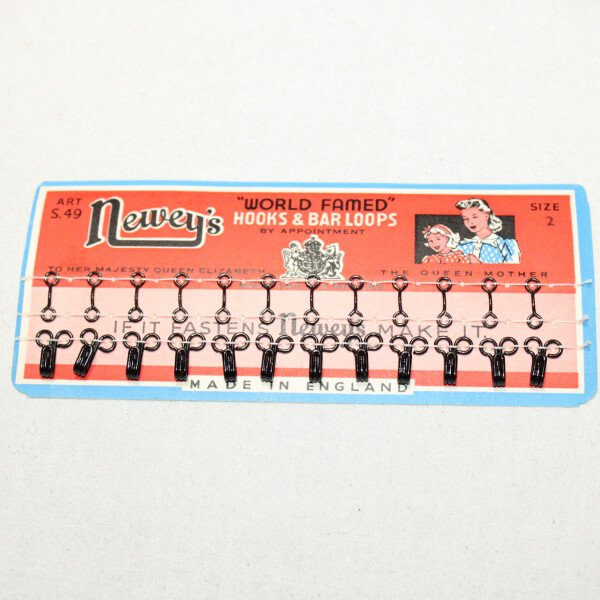 ART
S.49
Newey's
"WORLD FAMED"
HOOKS & BAR LOOPS
BY APPOINTMENT
SIZE
2
TO HER MAJESTY QUEEN ELIZABETH
THE QUEEN MOTHER
IF IT FASTENS Newey's MAKE IT
MADE IN ENGLAND